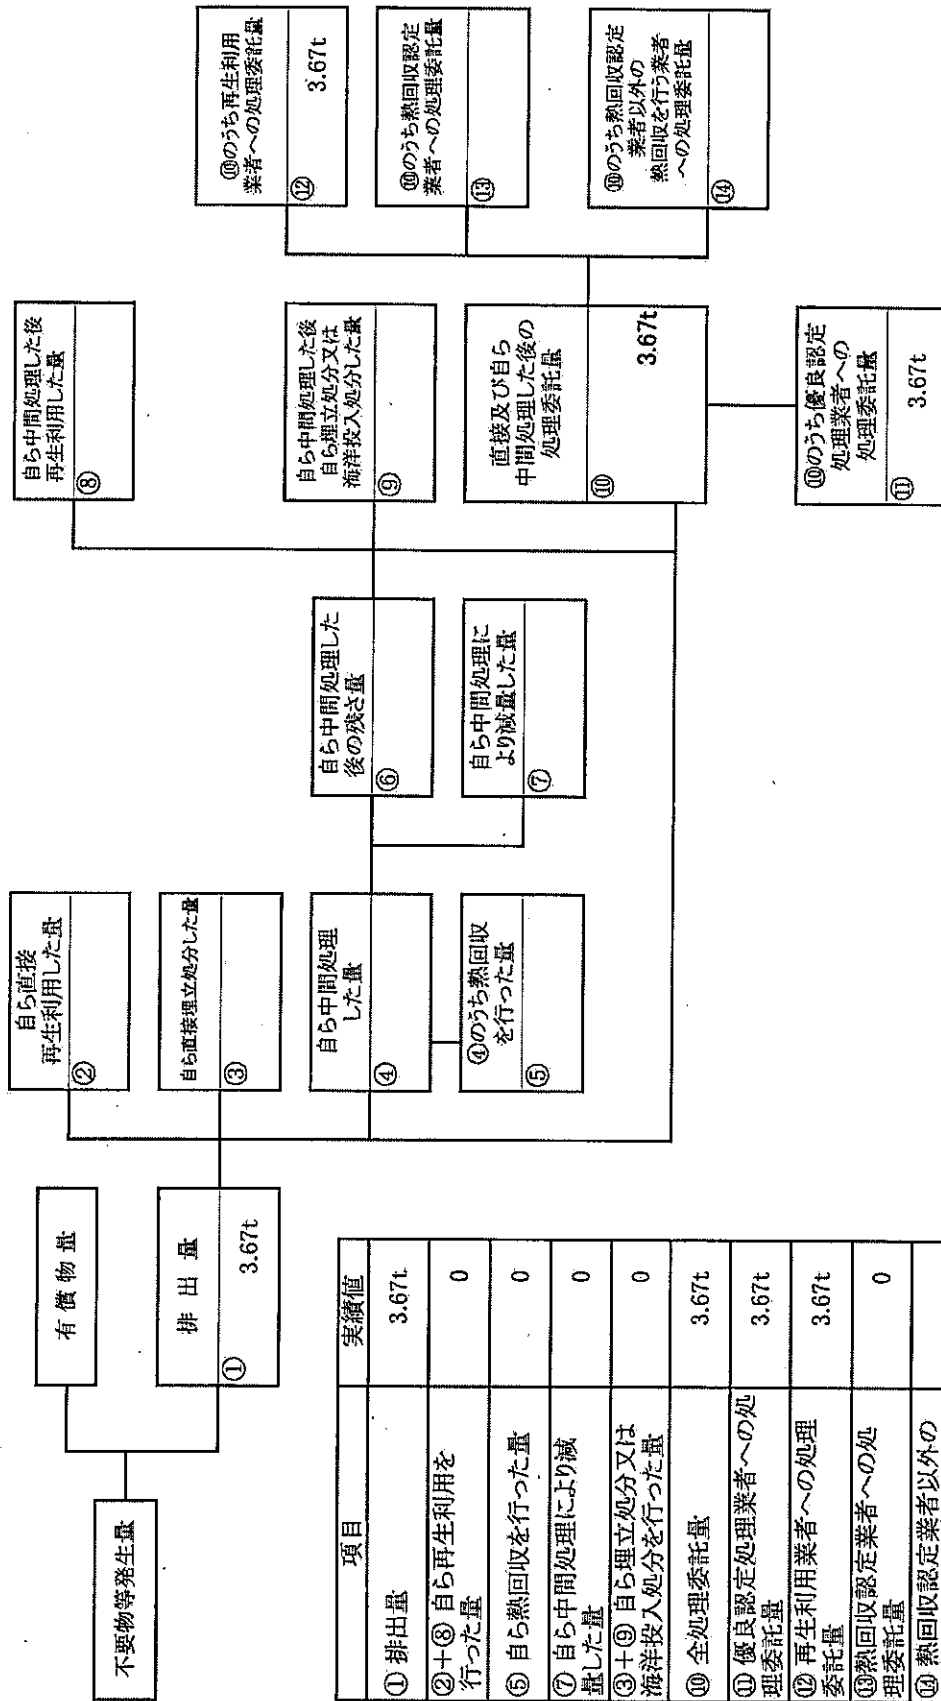 不要物等発生量
有償物量
排出量
① 3.67t
自ら直接
再生利用した量
②
自ら直接埋立処分した量
③
自ら中間処理
した量
④
④のうち熱回収
を行った量
⑤
自ら中間処理した
後の残さ量
⑥
自ら中間処理に
より減量した量
⑦
自ら中間処理した後
再生利用した量
⑧
自ら中間処理した後
自ら埋立処分又は
海洋投入処分した量
⑨
直接及び自ら
中間処理した後の
処理委託量
⑩ 3.67t
⑩のうち優良認定
処理業者への
処理委託量
⑪ 3.67t
⑩のうち再生利用
業者への処理委託量
⑫ 3.67t
⑩のうち熱回収認定
業者への処理委託量
⑬
⑩のうち熱回収認定
業者以外の
熱回収を行う業者
への処理委託量
⑭
項目 実績値
①排出量 3.67t
②+⑧自ら再生利用を
行った量 0
⑤自ら熱回収を行った量 0
⑦自ら中間処理により減
量した量 0
③+⑨自ら埋立処分又は
海洋投入処分を行った量 0
⑩全処理委託量 3.67t
⑪優良認定処理業者への処
理委託量 3.67t
⑫再生利用業者への処理
委託量 3.67t
⑬熱回収認定業者への処
理委託量 0
⑭熱回収認定業者以外の